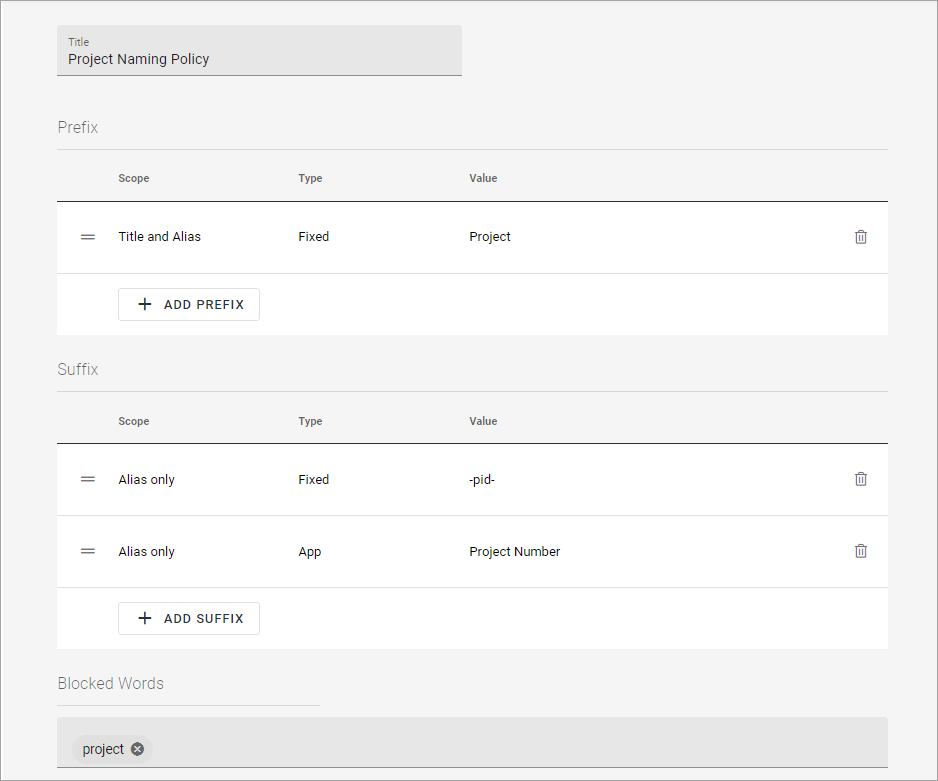 Title
Project Naming Policy
Prefix
Scope Type Value
Title and Alias Fixed Project
ADD PREFIX
Suffix
Scope Type Value
Alias only Fixed -pid-
Alias only App Project Number
ADD SUFFIX
Blocked Words
project